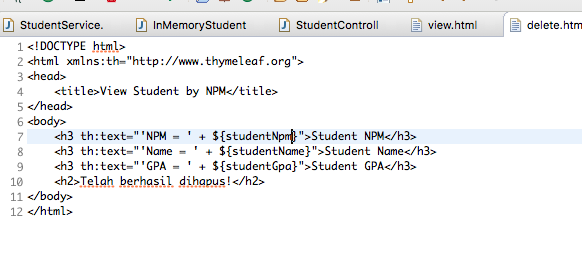 StudentService. InMemoryStudent StudentControll view.html delete.htm
1 <!DOCTYPE html>
2 <html xmlns:th="http://www.thymeleaf.org">
3 <head>
4 <title>View Student by NPM</title>
5 </head>
6 <body>
7 <h3 th:text="'NPM = ' + ${studentNpm}">Student NPM</h3>
8 <h3 th:text="'Name = ' + ${studentName}">Student Name</h3>
9 <h3 th:text="'GPA = ' + ${studentGpa}">Student GPA</h3>
10 <h2>Telah berhasil dihapus!</h2>
11 </body>
12 </html>